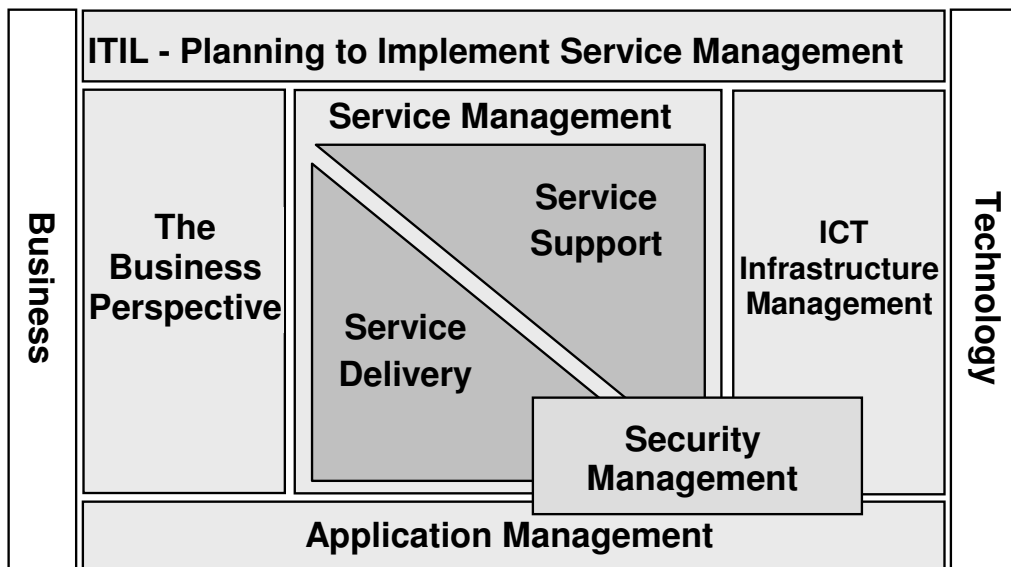 ITIL - Planning to Implement Service Management
Business
The
Business
Perspective
Service Management
Service
Support
Service
Delivery
ICT
Infrastructure
Management
Technology
Security
Management
Application Management